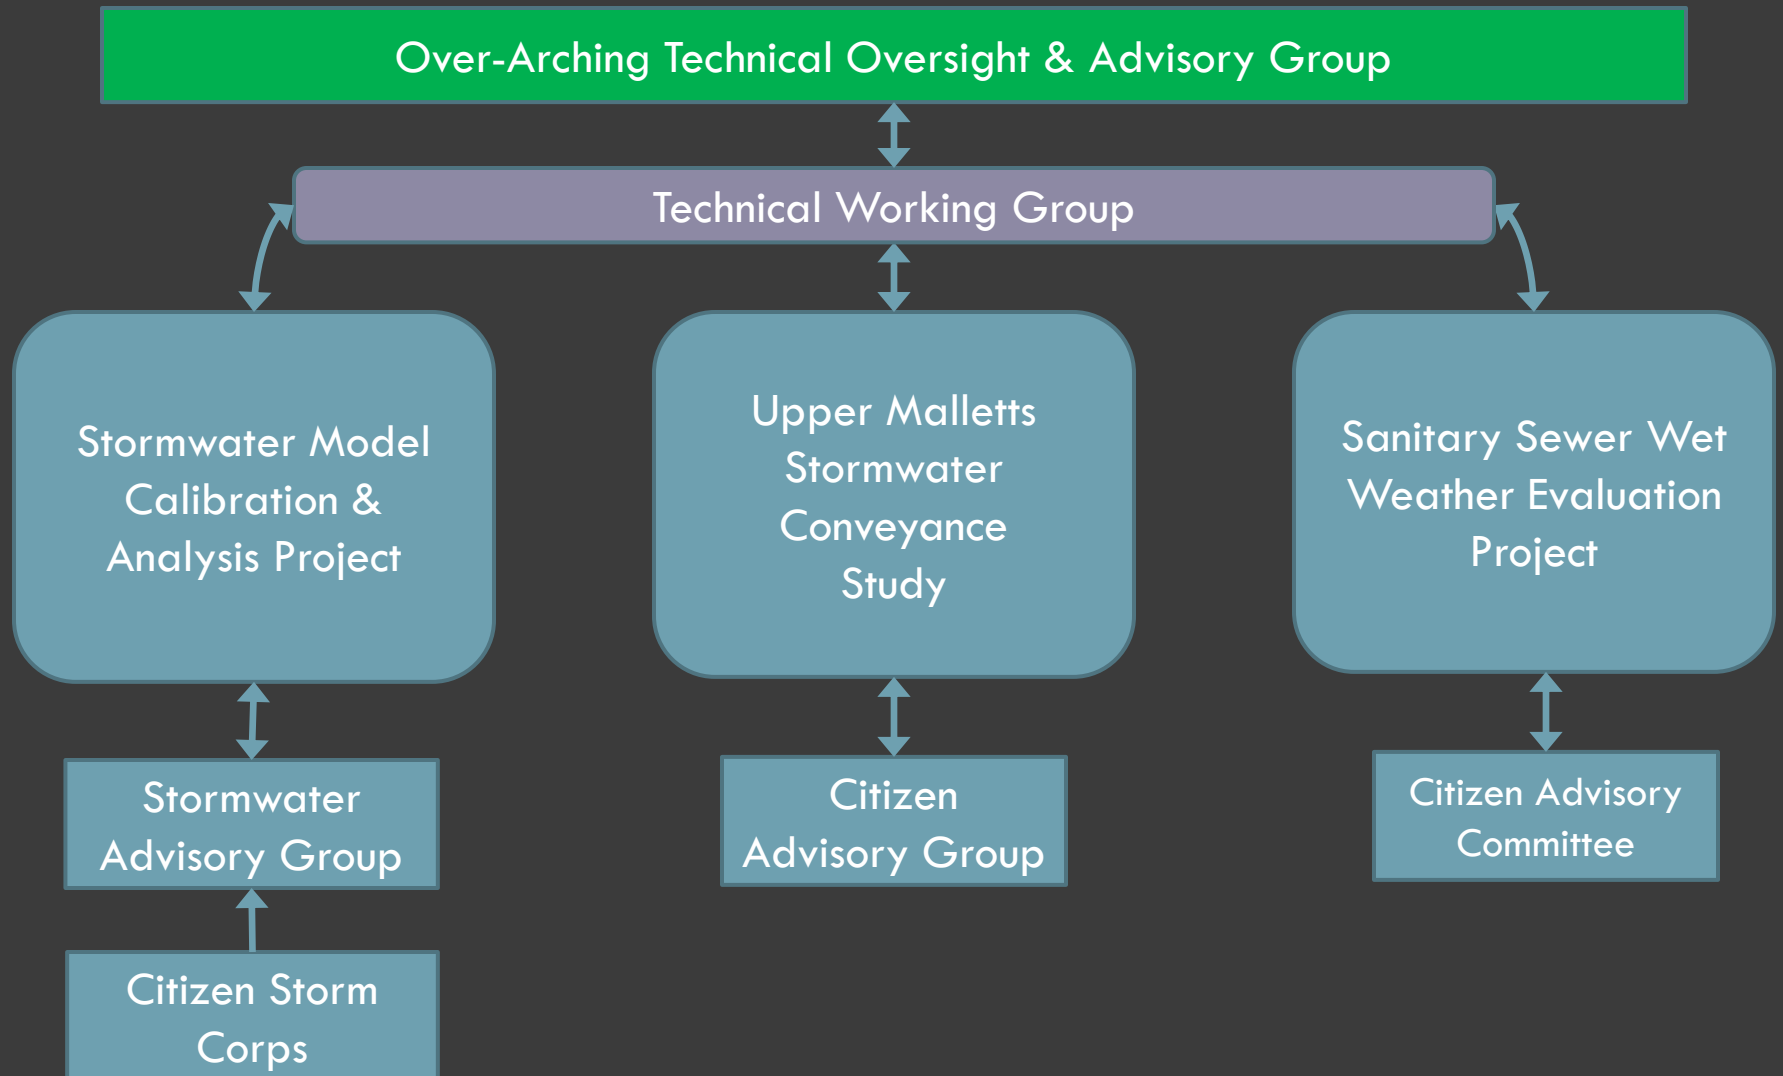 Over-Arching Technical Oversight & Advisory Group
Technical Working Group
Stormwater Model
Calibration &
Analysis Project
Upper Malletts
Stormwater
Conveyance
Study
Sanitary Sewer Wet
Weather Evaluation
Project
Stormwater
Advisory Group
Citizen
Advisory Group
Citizen Advisory
Committee
Citizen Storm
Corps